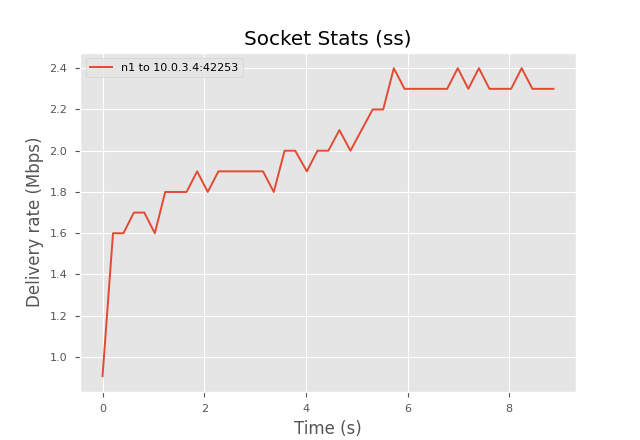 Socket Stats (ss)
n1 to 10.0.3.4:42253
Delivery rate (Mbps)
2.4
2.2
2.0
1.8
1.6
1.4
1.2
1.0
0 2 4 6 8
Time (s)